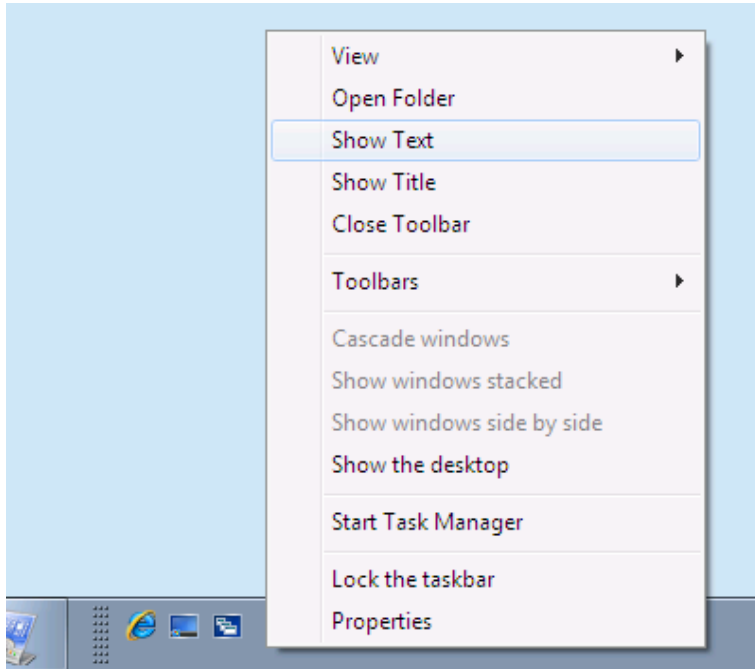 View
Open Folder
Show Text
Show Title
Close Toolbar
Toolbars
Cascade windows
Show windows stacked
Show windows side by side
Show the desktop
Start Task Manager
Lock the taskbar
Properties